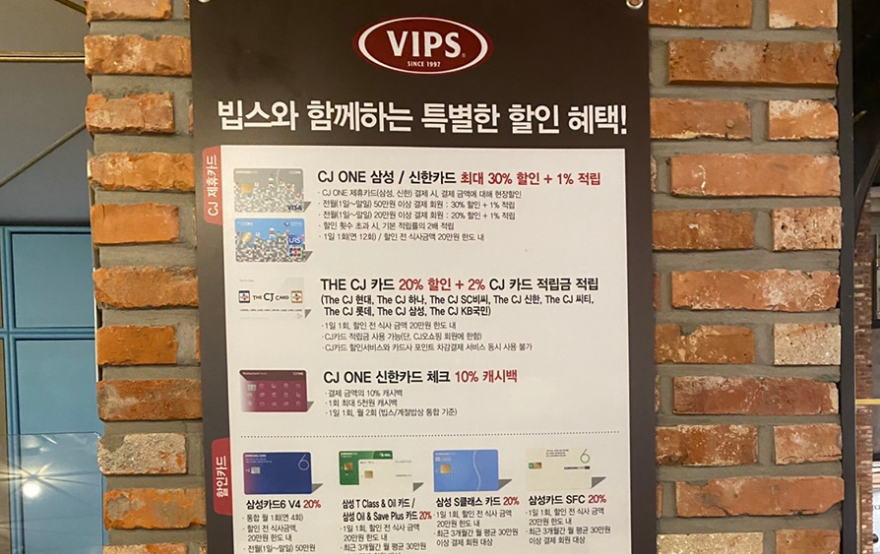 VIPS
SINCE 1997
빕스와 함께하는 특별한 할인 혜택!
CJ 제휴카드
CJ ONE 삼성 / 신한카드 최대 30% 할인 + 1% 적립
· CJ ONE 제휴카드(삼성, 신한) 결제 시, 결제 금액에 대해 현장할인
· 전월(1일~말일) 50만원 이상 결제 회원 : 30% 할인 + 1% 적립
· 전월(1일~말일) 20만원 이상 결제 회원 : 20% 할인 + 1% 적립
· 할인 횟수 초과 시, 기본 적립률의 2배 적립
· 1일 1회(연 12회) / 할인 전 식사금액 20만원 한도 내
VISA
JCB
THE CJ CARD
THE CJ 카드 20% 할인 + 2% CJ 카드 적립금 적립
(The CJ 현대, The CJ 하나, The CJ SC비씨, The CJ 신한, The CJ 씨티,
The CJ 롯데, The CJ 삼성, The CJ KB국민)
· 1일 1회, 할인 전 식사 금액 20만원 한도 내
· CJ카드 적립금 사용 가능(단, CJ오쇼핑 회원에 한함)
· CJ카드 할인서비스와 카드사 포인트 차감결제 서비스 동시 사용 불가
CJ ONE 신한카드 체크 10% 캐시백
· 결제 금액의 10% 캐시백
· 1회 최대 5천원 캐시백
· 1일 1회, 월 2회 (빕스/계절밥상 통합 기준)
할인카드
6
6
삼성카드6 V4 20%
· 통합 월 1회(연 4회)
· 할인 전 식사금액,
20만원 한도 내
· 전월(1일~말일) 50만원
삼성 T Class & Oil 카드 /
삼성 Oil & Save Plus 카드 20%
· 1일 1회, 할인 전 식사금액
20만원 한도 내
· 최근 3개월간 월 평균 30만원
삼성 S클래스 카드 20%
· 1일 1회, 할인 전 식사금액
20만원 한도 내
· 최근 3개월간 월 평균 30만원
이상 결제 회원 대상
삼성카드 SFC 20%
· 1일 1회, 할인 전 식사금액
20만원 한도 내
· 최근 3개월간 월 평균 30만원
이상 결제 회원 대상